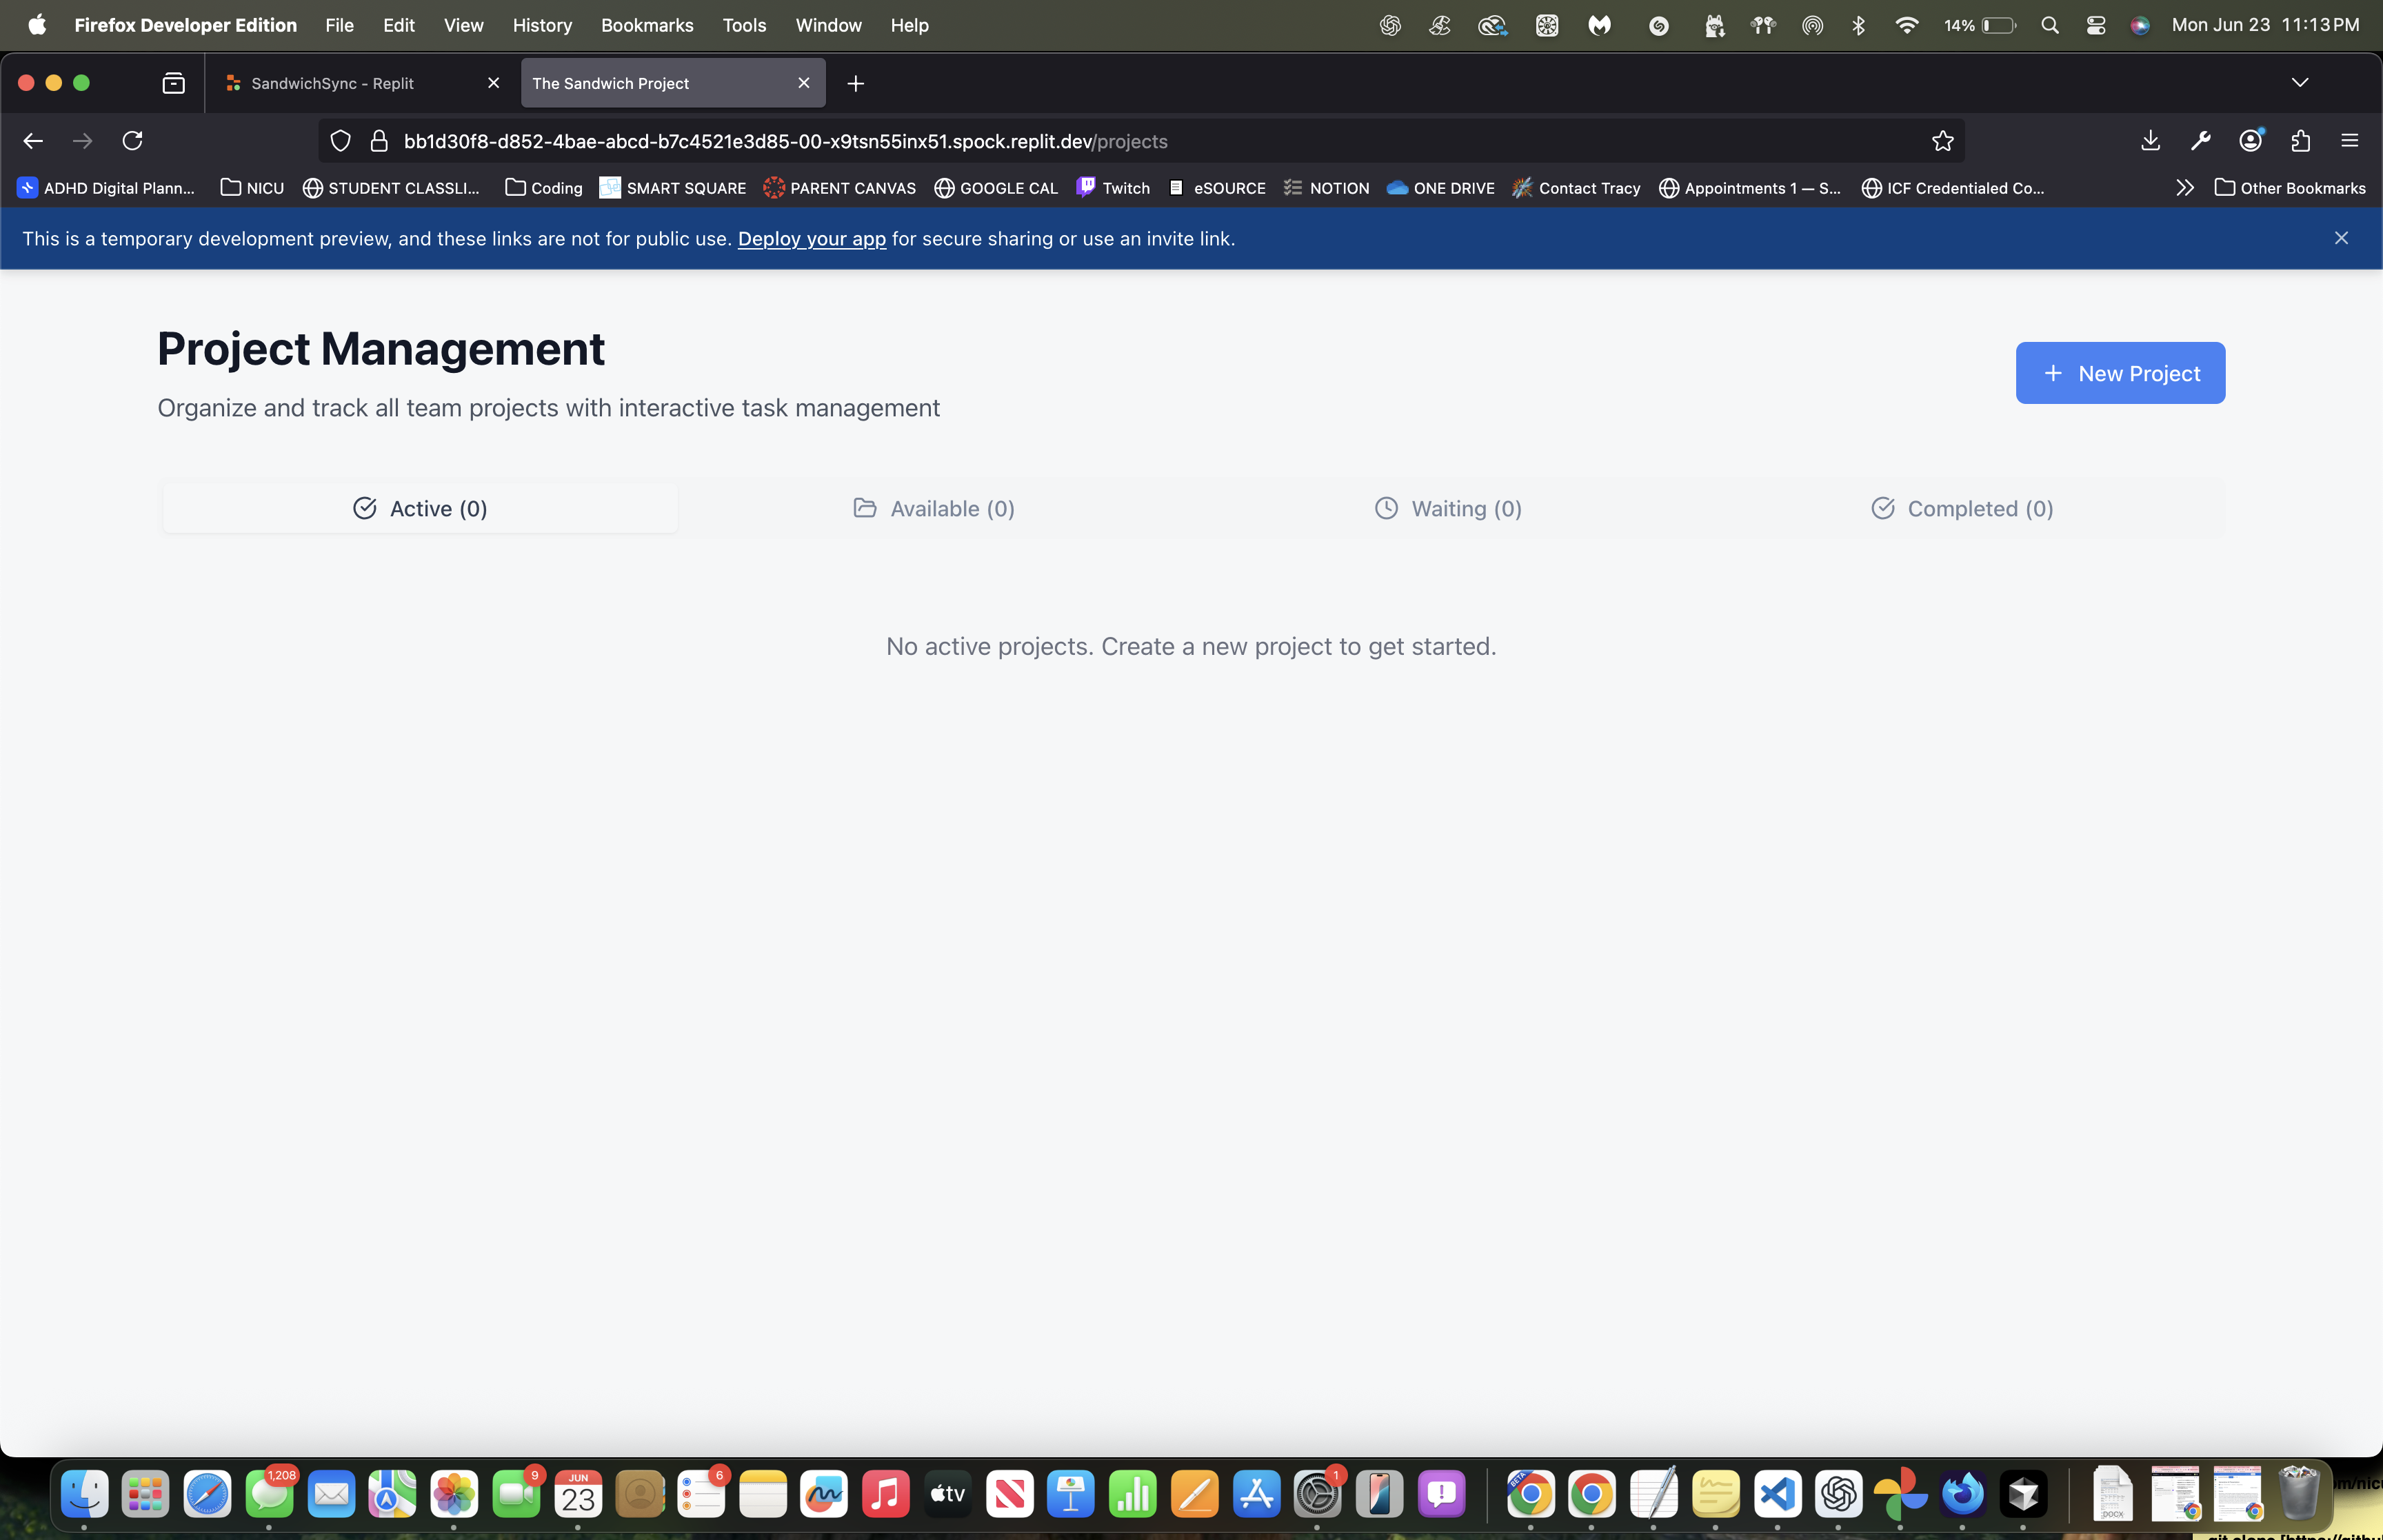 Firefox Developer Edition File Edit View History Bookmarks Tools Window Help 14% Mon Jun 23 11:13 PM
SandwichSync - Replit The Sandwich Project
bb1d30f8-d852-4bae-abcd-b7c4521e3d85-00-x9tsn55inx51.spock.replit.dev/projects
ADHD Digital Plann... NICU STUDENT CLASSLI... Coding SMART SQUARE PARENT CANVAS GOOGLE CAL Twitch eSOURCE NOTION ONE DRIVE Contact Tracy Appointments 1 — S... ICF Credentialed Co... Other Bookmarks
This is a temporary development preview, and these links are not for public use. Deploy your app for secure sharing or use an invite link.
Project Management
New Project
Organize and track all team projects with interactive task management
Active (0) Available (0) Waiting (0) Completed (0)
No active projects. Create a new project to get started.
1,208 9 JUN 6 1 BETA
23 tv DOCX